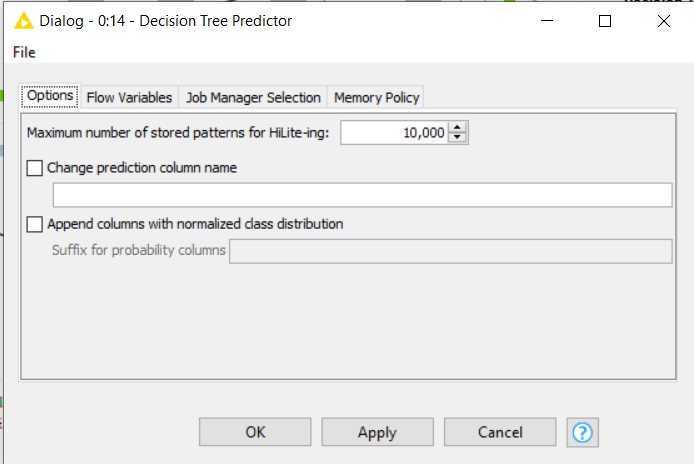 Dialog - 0:14 - Decision Tree Predictor
File
Options Flow Variables Job Manager Selection Memory Policy
Maximum number of stored patterns for HiLite-ing: 10,000
Change prediction column name
Append columns with normalized class distribution
Suffix for probability columns
OK Apply Cancel ?